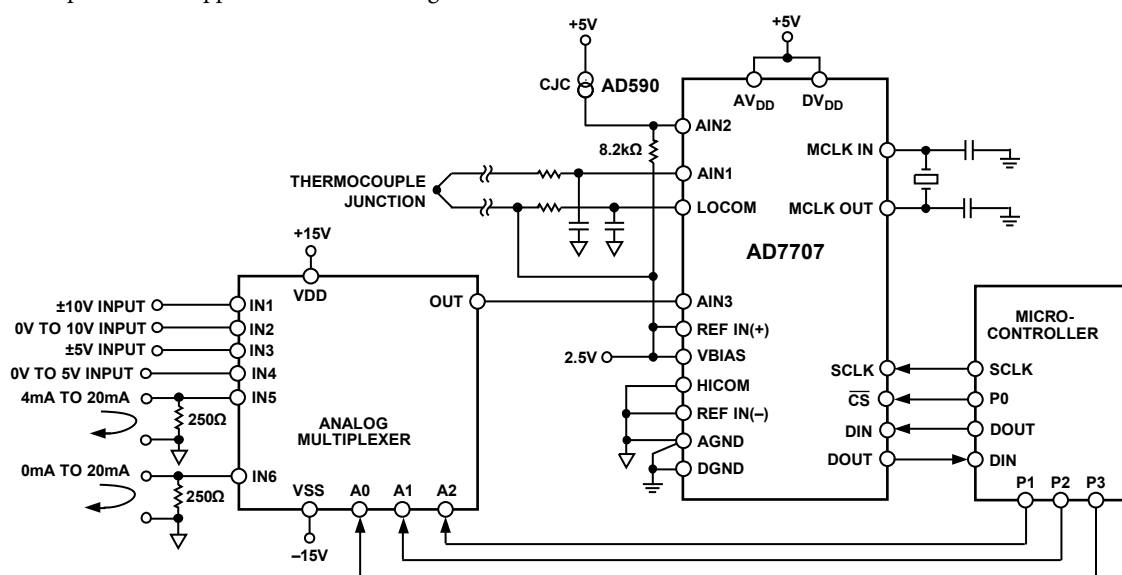 +5V
+5V
CJC
AD590
AVDD
DVDD
AIN2
8.2kΩ
MCLK IN
THERMOCOUPLE
JUNCTION
AIN1
LOCOM
MCLK OUT
AD7707
+15V
VDD
OUT
AIN3
±10V INPUT
IN1
0V TO 10V INPUT
IN2
±5V INPUT
IN3
0V TO 5V INPUT
IN4
4mA TO 20mA
IN5
250Ω
ANALOG
MULTIPLEXER
0mA TO 20mA
IN6
250Ω
VSS
A0
A1
A2
–15V
REF IN(+)
2.5V
VBIAS
HICOM
REF IN(–)
AGND
DGND
SCLK
CS
DIN
DOUT
MICRO-
CONTROLLER
SCLK
P0
DOUT
DIN
P1
P2
P3